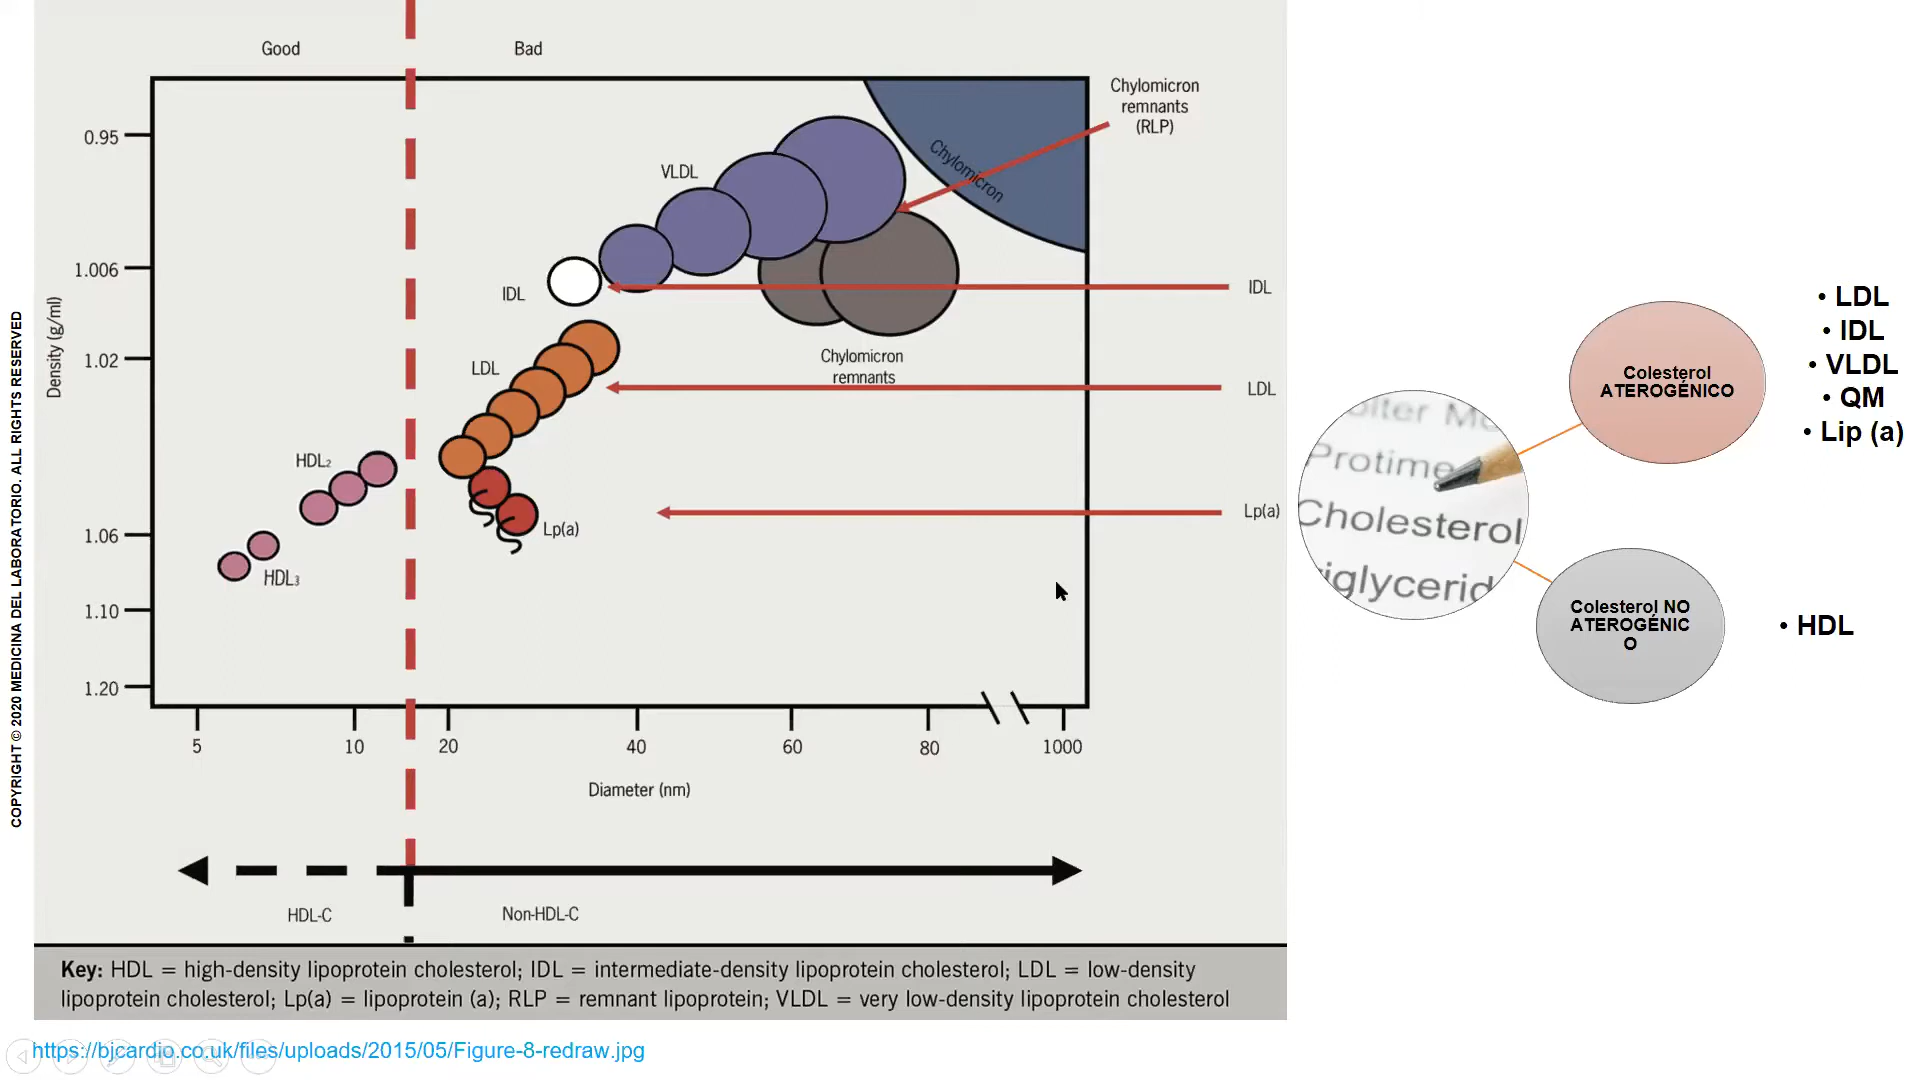 Good
Bad
0.95
1.006
1.02
1.06
1.10
1.20
Density (g/ml)
5
10
20
40
60
80
1000
Diameter (nm)
HDL₃
HDL₂
LDL
IDL
VLDL
Lp(a)
Chylomicron
Chylomicron
remnants
Chylomicron
remnants
(RLP)
IDL
LDL
Lp(a)
HDL-C
Non-HDL-C
Key: HDL = high-density lipoprotein cholesterol; IDL = intermediate-density lipoprotein cholesterol; LDL = low-density
lipoprotein cholesterol; Lp(a) = lipoprotein (a); RLP = remnant lipoprotein; VLDL = very low-density lipoprotein cholesterol
https://bjcardio.co.uk/files/uploads/2015/05/Figure-8-redraw.jpg
COPYRIGHT © 2020 MEDICINA DEL LABORATORIO. ALL RIGHTS RESERVED
Protime
Cholesterol
Colesterol
ATEROGÉNICO
• LDL
• IDL
• VLDL
• QM
• Lip (a)
Colesterol NO
ATEROGÉNIC
O
• HDL